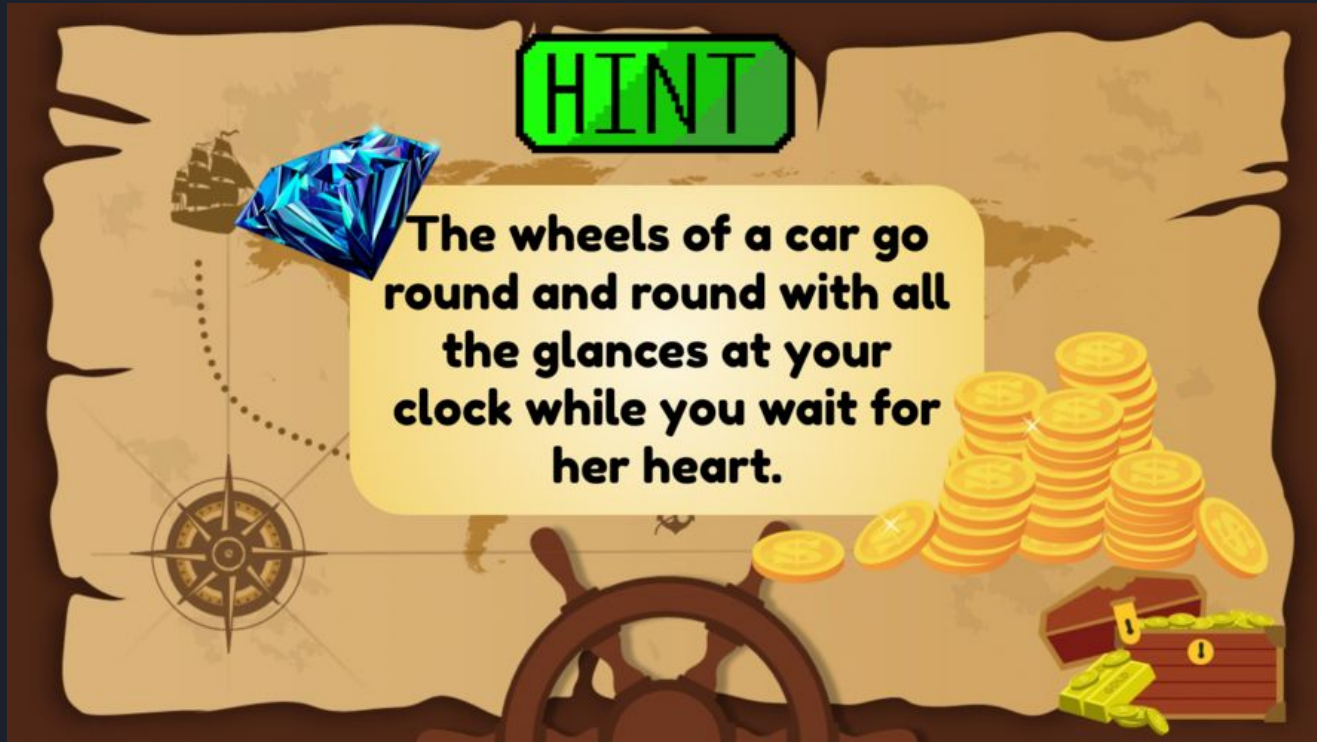 HINT
The wheels of a car go
round and round with all
the glances at your
clock while you wait for
her heart.
GOLD